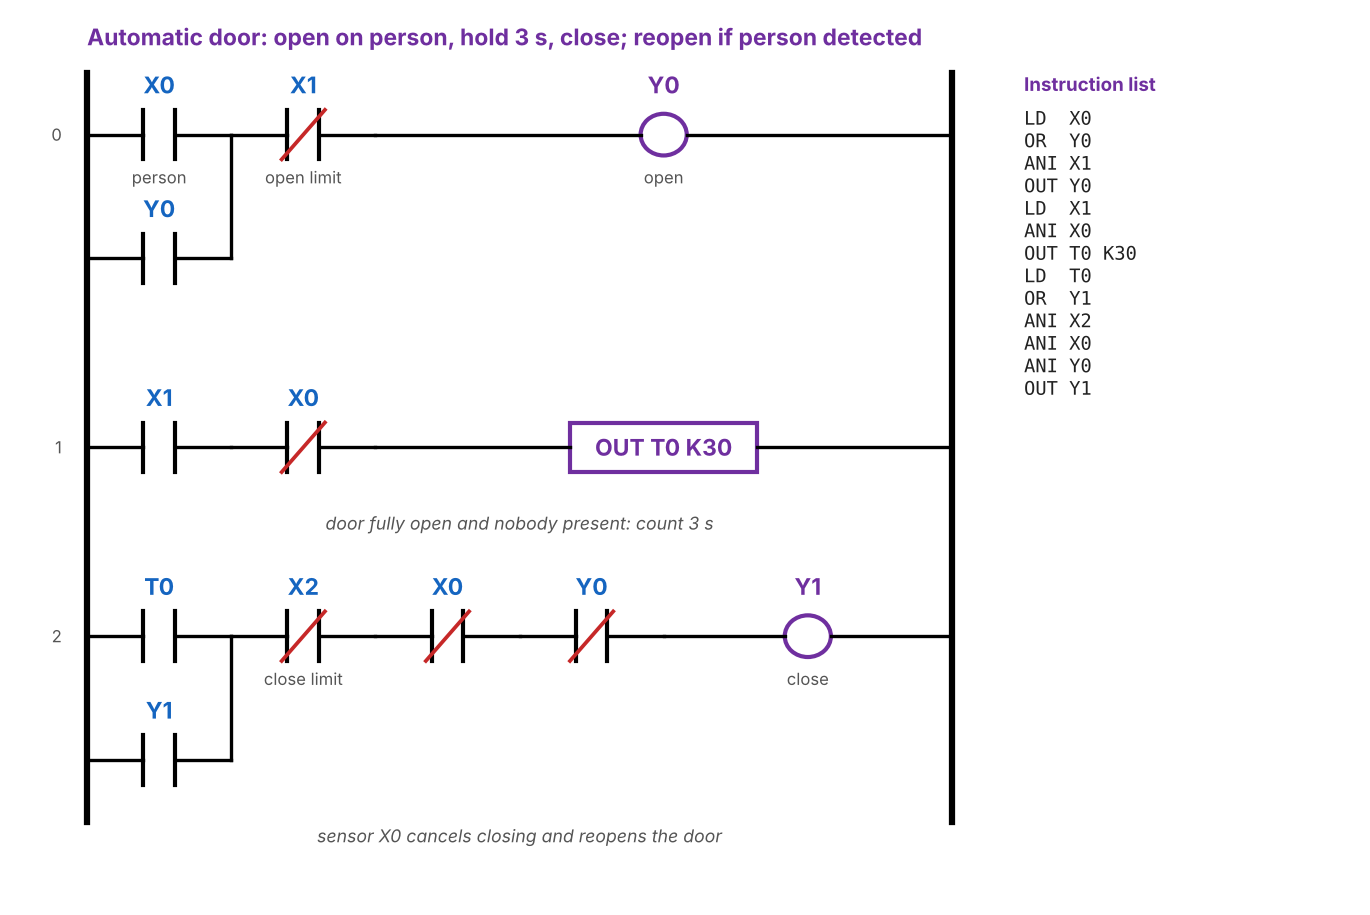 Automatic door: open on person, hold 3 s, close; reopen if person detected
X0 X1 Y0
0
person open limit open
Y0
X1 X0
1 OUT T0 K30
door fully open and nobody present: count 3 s
T0 X2 X0 Y0 Y1
2
close limit close
Y1
sensor X0 cancels closing and reopens the door
Instruction list
LD X0
OR Y0
ANI X1
OUT Y0
LD X1
ANI X0
OUT T0 K30
LD T0
OR Y1
ANI X2
ANI X0
ANI Y0
OUT Y1